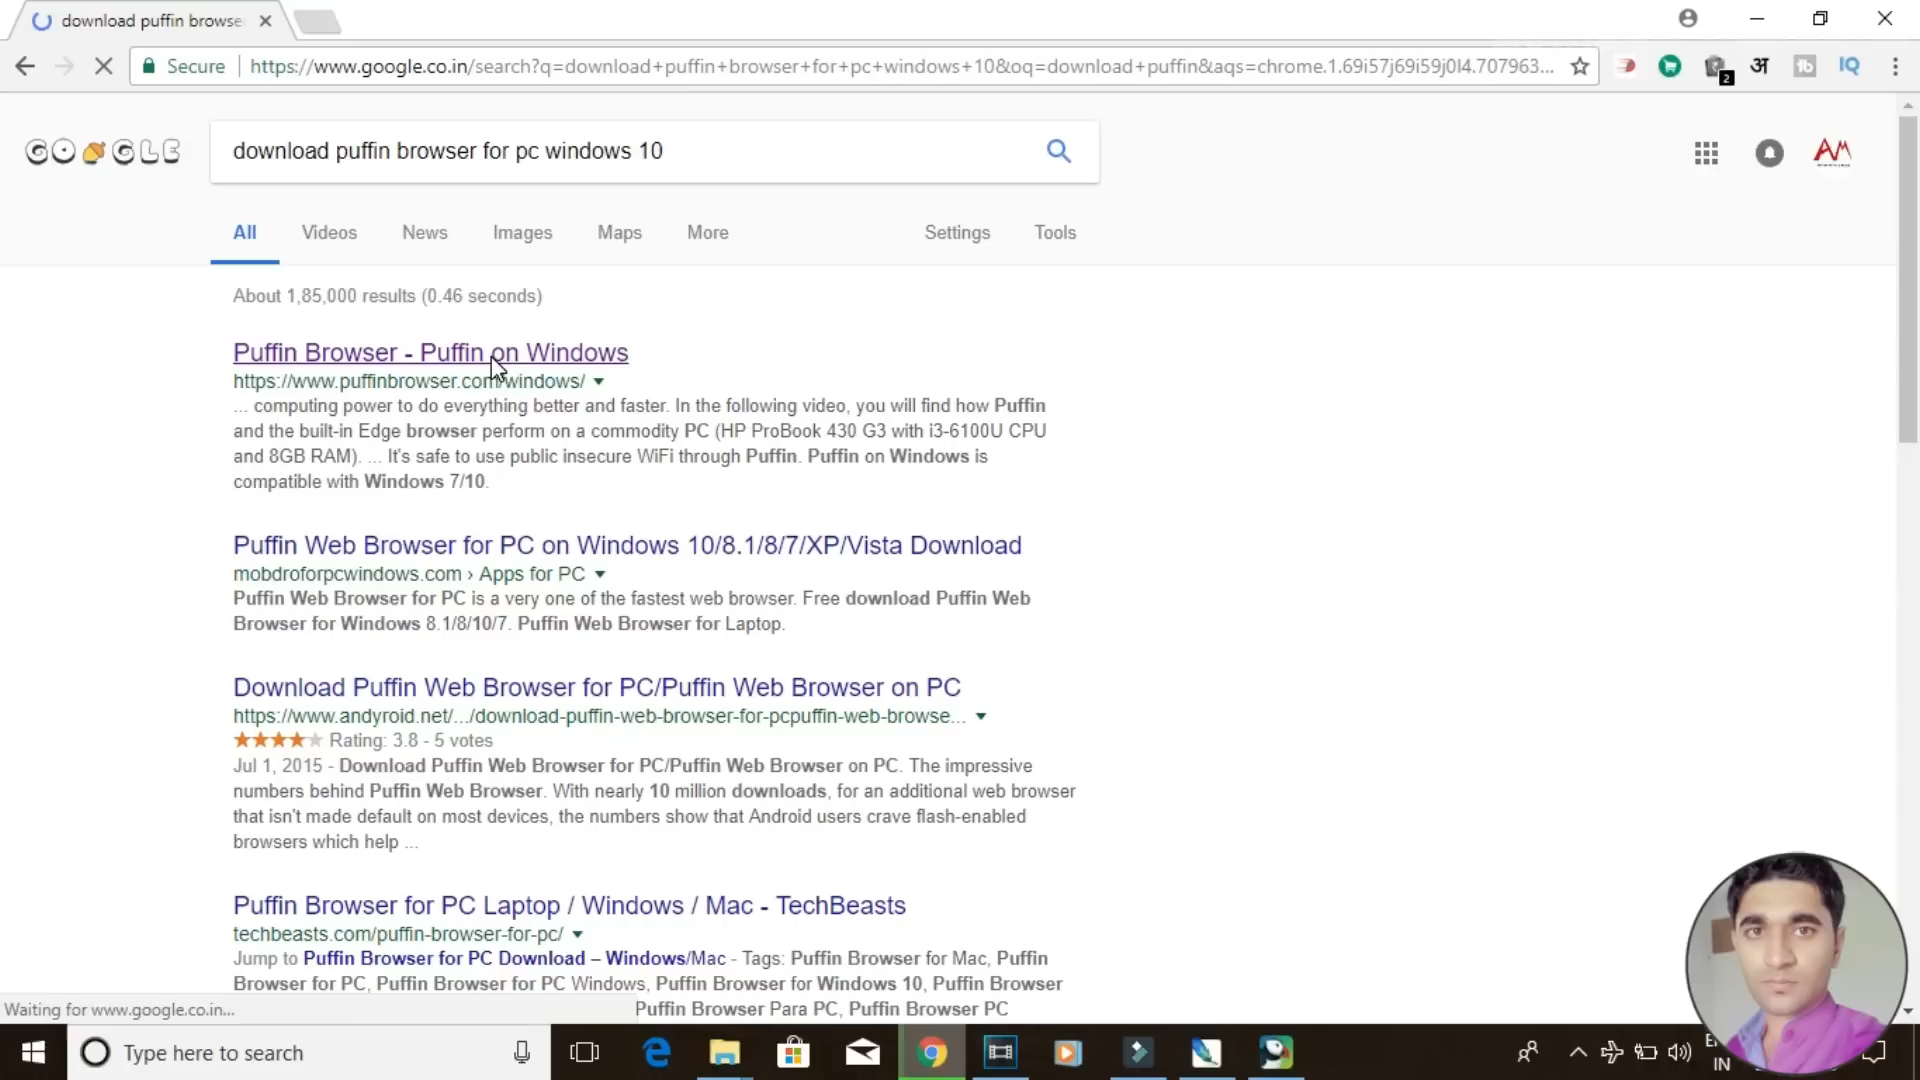 download puffin browse
Secure https://www.google.co.in/search?q=download+puffin+browser+for+pc+windows+10&oq=download+puffin&aqs=chrome.1.69i57j69i59j0l4.707963...
2 अ tb IQ
GO GLE download puffin browser for pc windows 10 AM
All Videos News Images Maps More Settings Tools
About 1,85,000 results (0.46 seconds)
Puffin Browser - Puffin on Windows
https://www.puffinbrowser.com/windows/
... computing power to do everything better and faster. In the following video, you will find how Puffin
and the built-in Edge browser perform on a commodity PC (HP ProBook 430 G3 with i3-6100U CPU
and 8GB RAM). ... It's safe to use public insecure WiFi through Puffin. Puffin on Windows is
compatible with Windows 7/10.
Puffin Web Browser for PC on Windows 10/8.1/8/7/XP/Vista Download
mobdroforpcwindows.com › Apps for PC
Puffin Web Browser for PC is a very one of the fastest web browser. Free download Puffin Web
Browser for Windows 8.1/8/10/7. Puffin Web Browser for Laptop.
Download Puffin Web Browser for PC/Puffin Web Browser on PC
https://www.andyroid.net/.../download-puffin-web-browser-for-pcpuffin-web-browse...
Rating: 3.8 - 5 votes
Jul 1, 2015 - Download Puffin Web Browser for PC/Puffin Web Browser on PC. The impressive
numbers behind Puffin Web Browser. With nearly 10 million downloads, for an additional web browser
that isn't made default on most devices, the numbers show that Android users crave flash-enabled
browsers which help ...
Puffin Browser for PC Laptop / Windows / Mac - TechBeasts
techbeasts.com/puffin-browser-for-pc/
Jump to Puffin Browser for PC Download – Windows/Mac - Tags: Puffin Browser for Mac, Puffin
Browser for PC, Puffin Browser for PC Windows, Puffin Browser for Windows 10, Puffin Browser
Waiting for www.google.co.in... Puffin Browser Para PC, Puffin Browser PC
Type here to search
IN